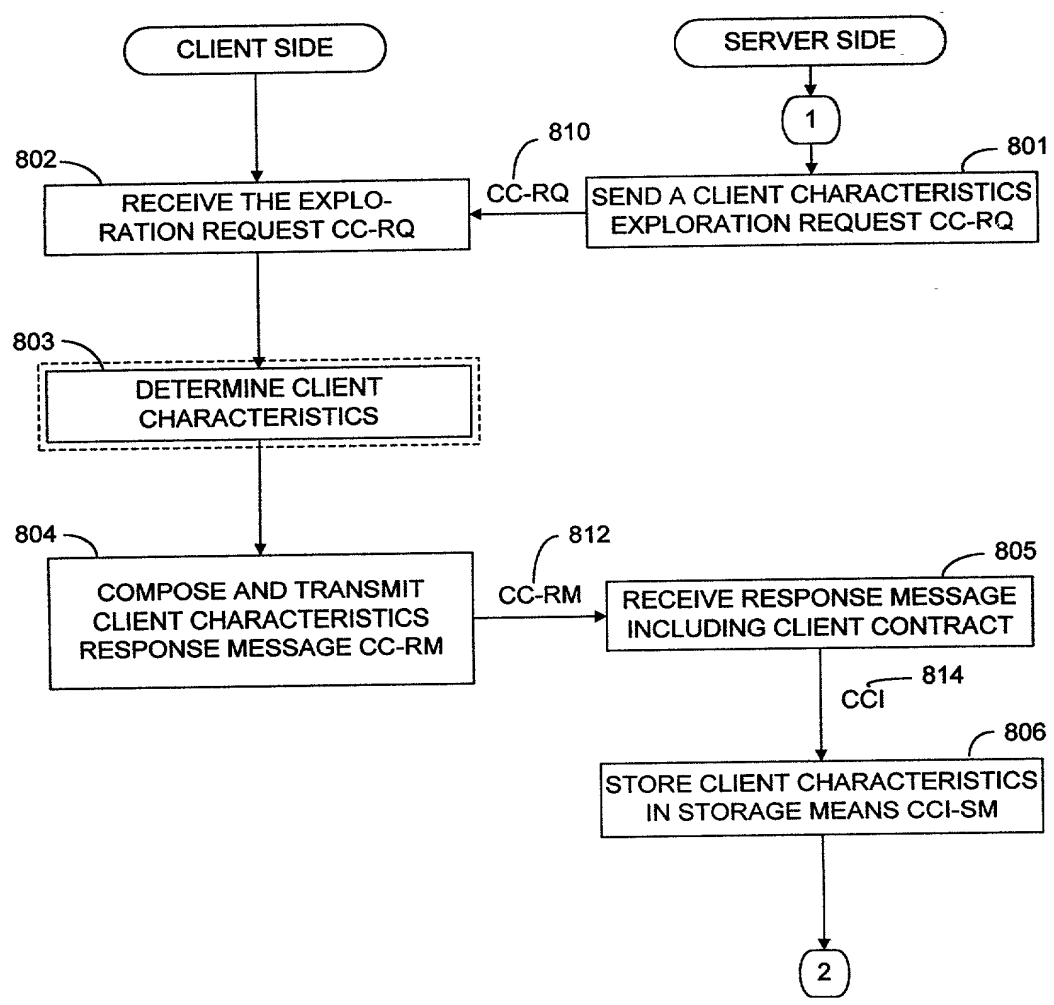 CLIENT SIDE
SERVER SIDE
1
810
801
802
CC-RQ
SEND A CLIENT CHARACTERISTICS
EXPLORATION REQUEST CC-RQ
RECEIVE THE EXPLO-
RATION REQUEST CC-RQ
803
DETERMINE CLIENT
CHARACTERISTICS
804
812
805
COMPOSE AND TRANSMIT
CLIENT CHARACTERISTICS
RESPONSE MESSAGE CC-RM
CC-RM
RECEIVE RESPONSE MESSAGE
INCLUDING CLIENT CONTRACT
814
CCI
806
STORE CLIENT CHARACTERISTICS
IN STORAGE MEANS CCI-SM
2